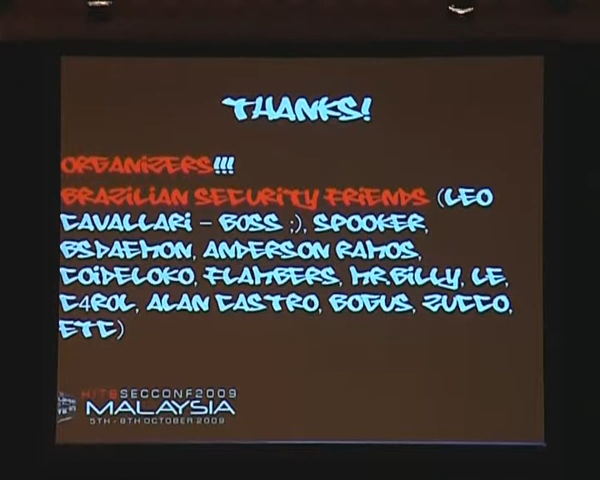 THANKS!
ORGANIZERS!!!
BRAZILIAN SECURITY FRIENDS (LEO
CAVALLARI - BOSS ;), SPOOKER,
BSDAEMON, ANDERSON RAMOS,
COIDELOKO, FLAMBERS, MR.BILLY, LE,
C4ROL, ALAN CASTRO, BOGUS, ZUCCO,
ETC)
HITBSECCONF2009
MALAYSIA
5TH - 8TH OCTOBER 2009